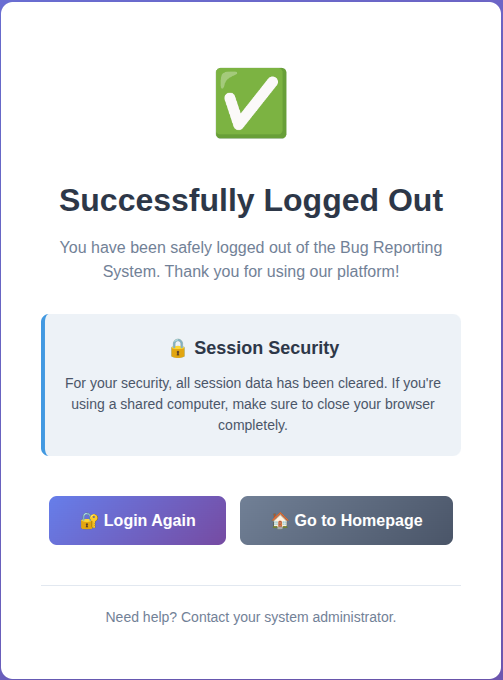 Successfully Logged Out
You have been safely logged out of the Bug Reporting
System. Thank you for using our platform!
🔒 Session Security
For your security, all session data has been cleared. If you're
using a shared computer, make sure to close your browser
completely.
🔐 Login Again
🏠 Go to Homepage
Need help? Contact your system administrator.